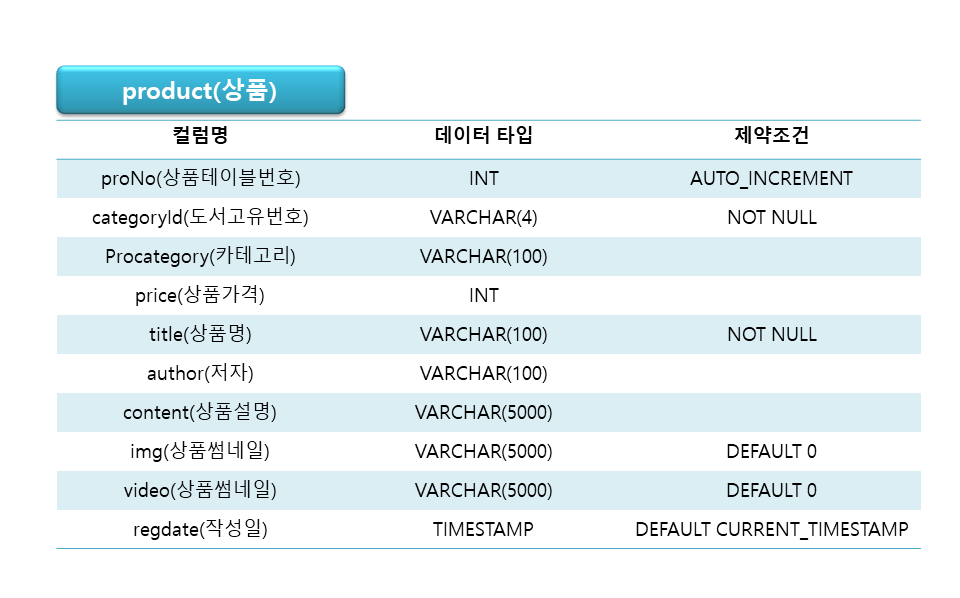 product(상품)
컬럼명 데이터 타입 제약조건
proNo(상품테이블번호) INT AUTO_INCREMENT
categoryId(도서고유번호) VARCHAR(4) NOT NULL
Procategory(카테고리) VARCHAR(100)
price(상품가격) INT
title(상품명) VARCHAR(100) NOT NULL
author(저자) VARCHAR(100)
content(상품설명) VARCHAR(5000)
img(상품썸네일) VARCHAR(5000) DEFAULT 0
video(상품썸네일) VARCHAR(5000) DEFAULT 0
regdate(작성일) TIMESTAMP DEFAULT CURRENT_TIMESTAMP